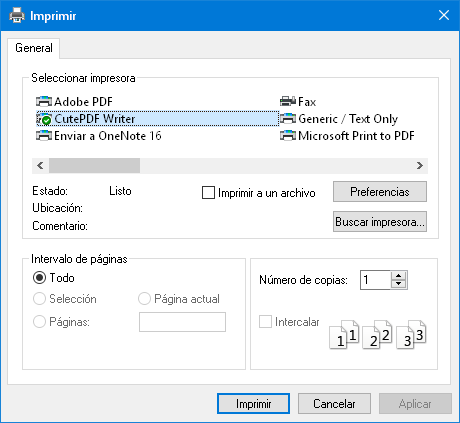 Imprimir
General
Seleccionar impresora
Adobe PDF
Fax
CutePDF Writer
Generic / Text Only
Enviar a OneNote 16
Microsoft Print to PDF
Estado: Listo
Imprimir a un archivo
Preferencias
Ubicación:
Comentario:
Buscar impresora...
Intervalo de páginas
Todo
Selección
Página actual
Páginas:
Número de copias: 1
Intercalar
1 1 2 2 3 3
Imprimir
Cancelar
Aplicar